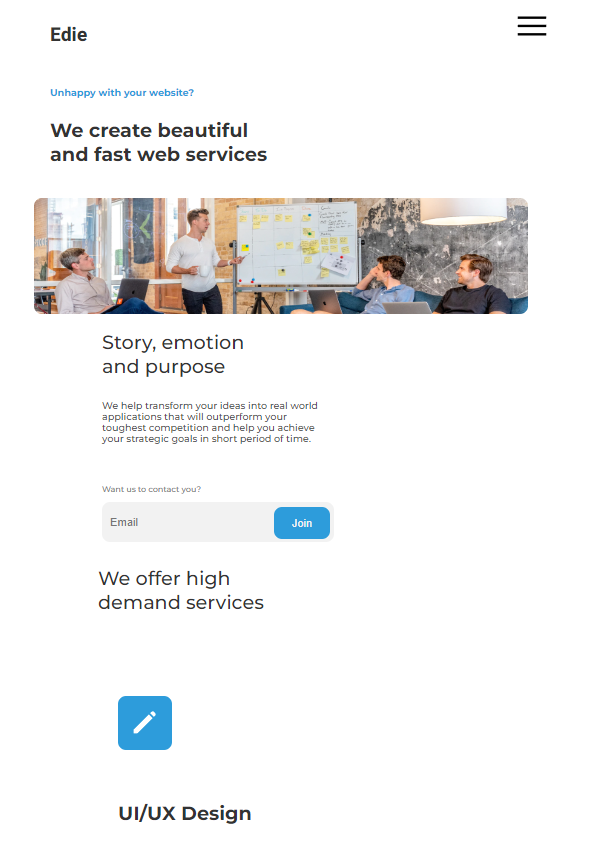 Edie
Unhappy with your website?
We create beautiful
and fast web services
Story, emotion
and purpose
We help transform your ideas into real world
applications that will outperform your
toughest competition and help you achieve
your strategic goals in short period of time.
Want us to contact you?
Email
Join
We offer high
demand services
UI/UX Design